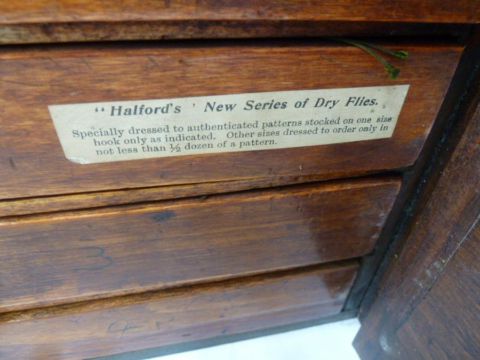 "Halford's ' New Series of Dry Flies.
Specially dressed to authenticated patterns stocked on one size
hook only as indicated. Other sizes dressed to order only in
not less than ½ dozen of a pattern.